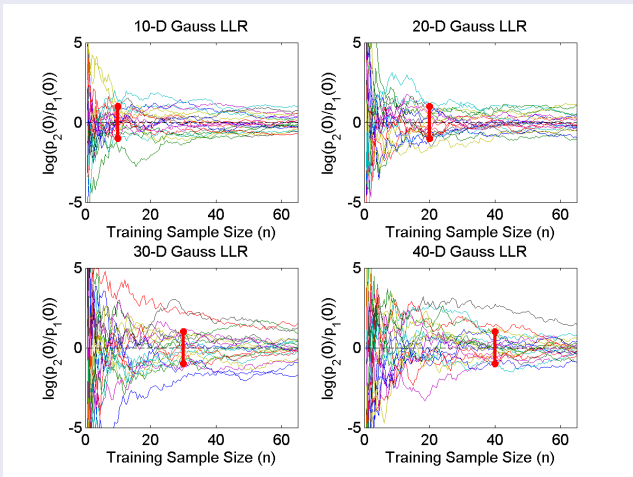 10-D Gauss LLR
5
0
-5
log(p2(0)/p1(0))
0 20 40 60
Training Sample Size (n)
20-D Gauss LLR
5
0
-5
log(p2(0)/p1(0))
0 20 40 60
Training Sample Size (n)
30-D Gauss LLR
5
0
-5
log(p2(0)/p1(0))
0 20 40 60
Training Sample Size (n)
40-D Gauss LLR
5
0
-5
log(p2(0)/p1(0))
0 20 40 60
Training Sample Size (n)